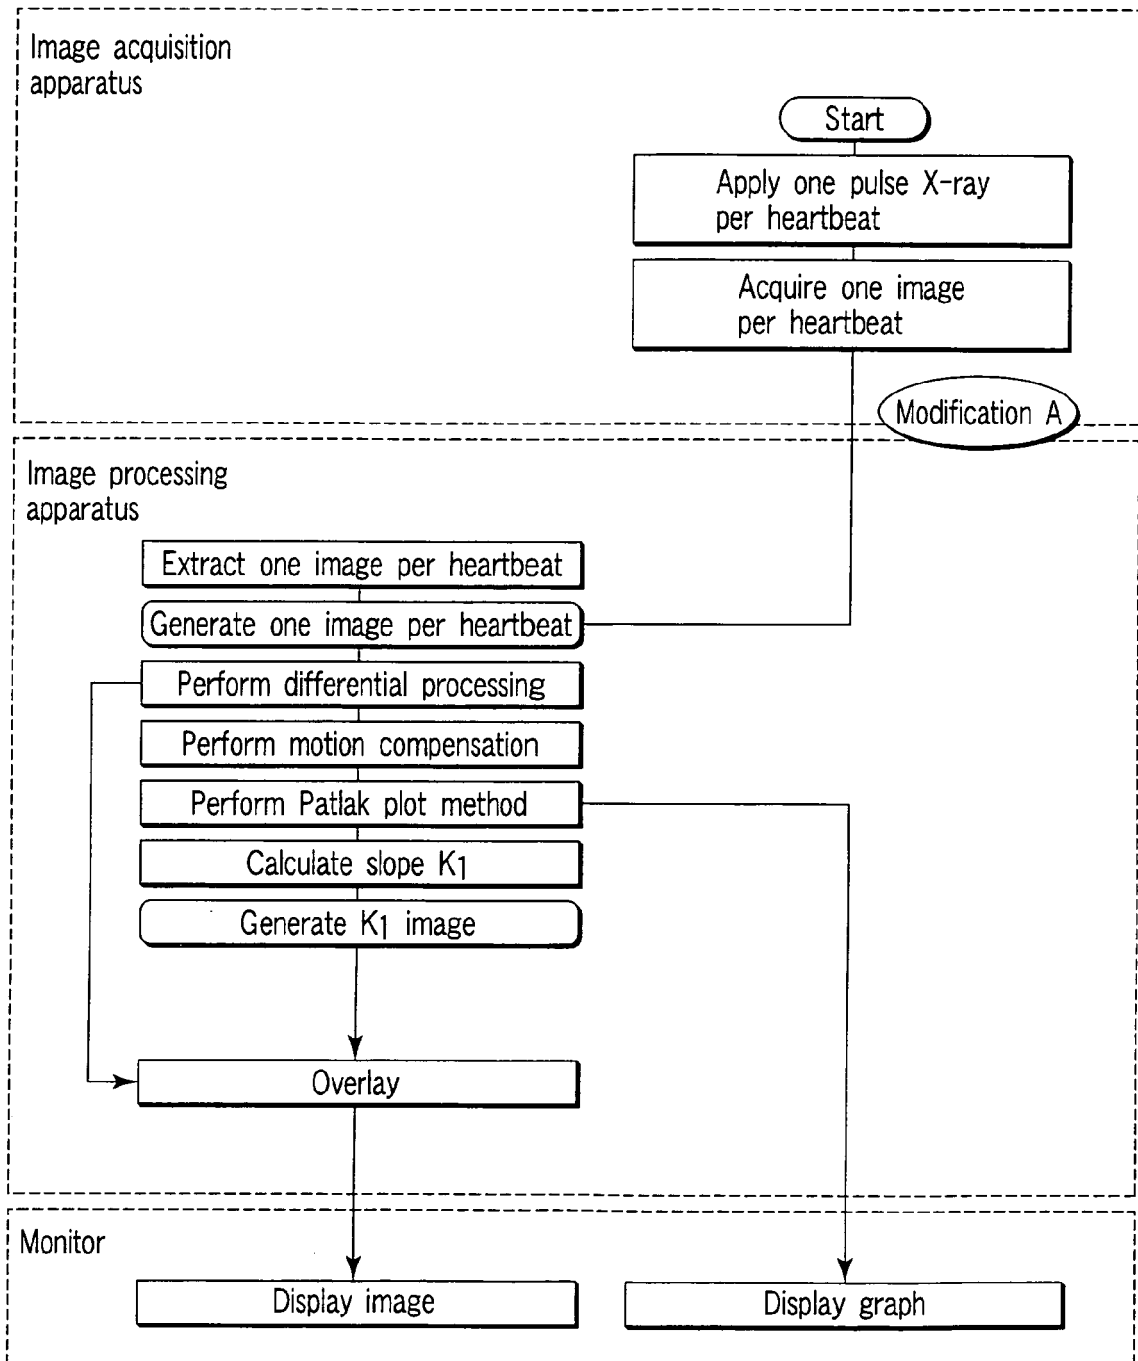 Image acquisition
apparatus
Start
Apply one pulse X-ray
per heartbeat
Acquire one image
per heartbeat
Modification A
Image processing
apparatus
Extract one image per heartbeat
Generate one image per heartbeat
Perform differential processing
Perform motion compensation
Perform Patlak plot method
Calculate slope K1
Generate K1 image
Overlay
Monitor
Display image
Display graph